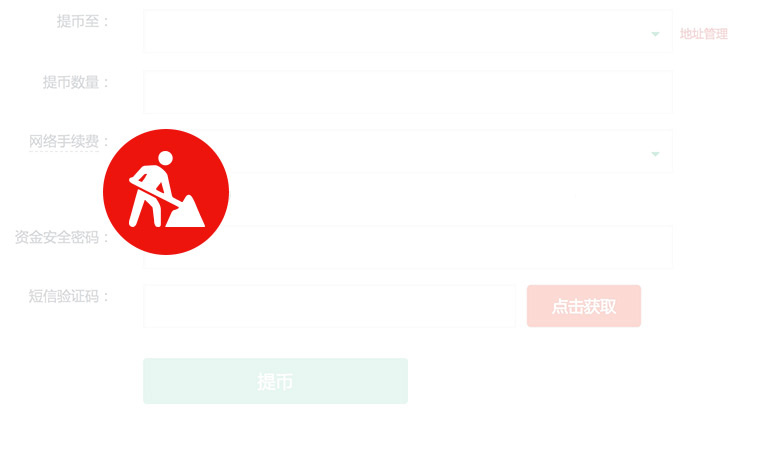 提币至：
地址管理
提币数量：
网络手续费：
资金安全密码：
短信验证码：
点击获取
提币